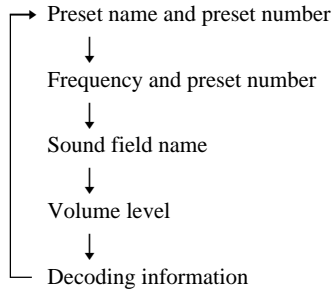 Preset name and preset number
Frequency and preset number
Sound field name
Volume level
Decoding information